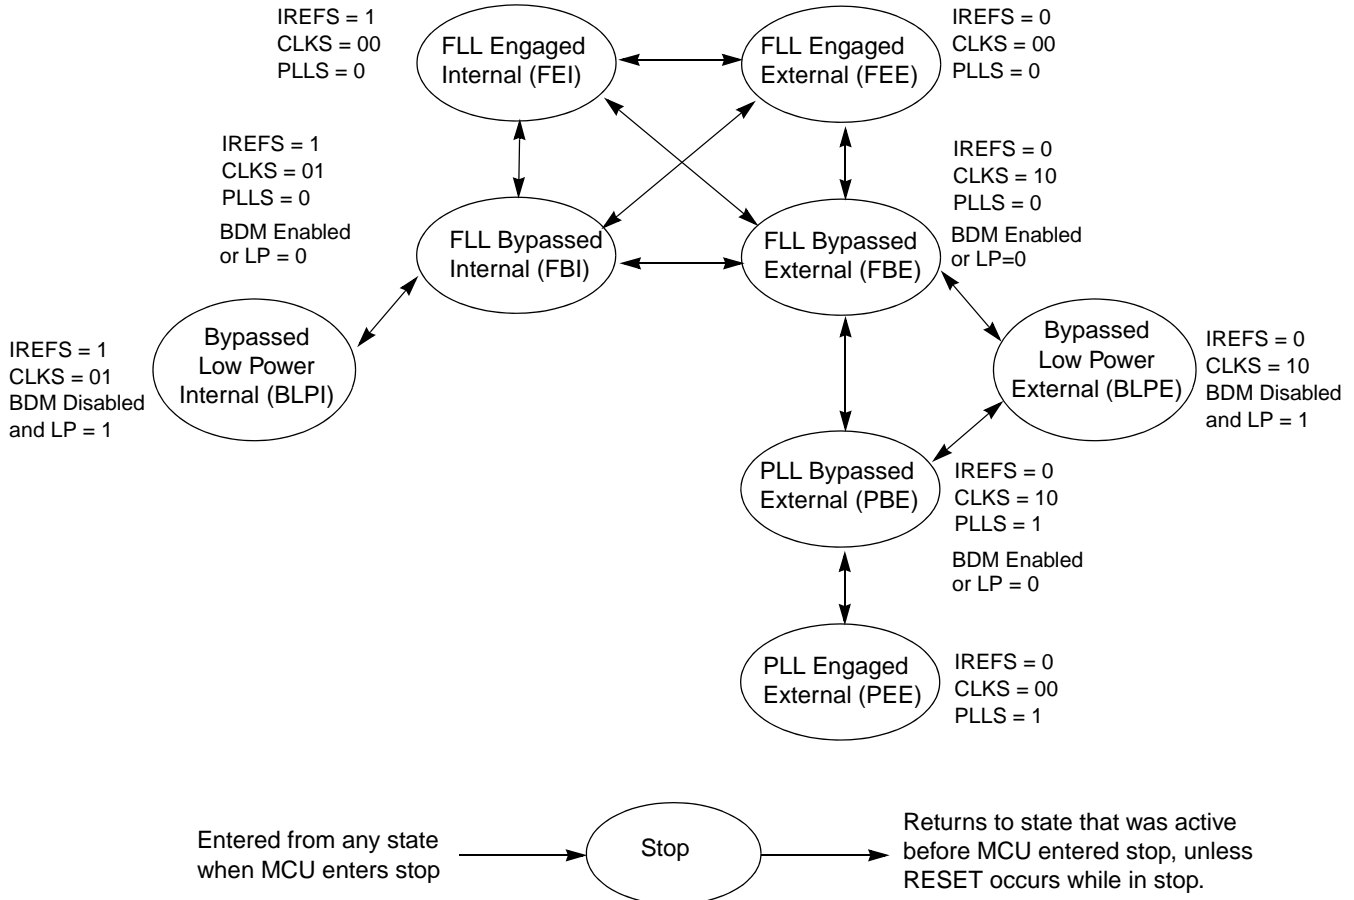 IREFS = 1
CLKS = 00
PLLS = 0
FLL Engaged
Internal (FEI)
FLL Engaged
External (FEE)
IREFS = 0
CLKS = 00
PLLS = 0
IREFS = 1
CLKS = 01
PLLS = 0
BDM Enabled
or LP = 0
FLL Bypassed
Internal (FBI)
FLL Bypassed
External (FBE)
IREFS = 0
CLKS = 10
PLLS = 0
BDM Enabled
or LP=0
IREFS = 1
CLKS = 01
BDM Disabled
and LP = 1
Bypassed
Low Power
Internal (BLPI)
Bypassed
Low Power
External (BLPE)
IREFS = 0
CLKS = 10
BDM Disabled
and LP = 1
PLL Bypassed
External (PBE)
IREFS = 0
CLKS = 10
PLLS = 1
BDM Enabled
or LP = 0
PLL Engaged
External (PEE)
IREFS = 0
CLKS = 00
PLLS = 1
Entered from any state
when MCU enters stop
Stop
Returns to state that was active
before MCU entered stop, unless
RESET occurs while in stop.